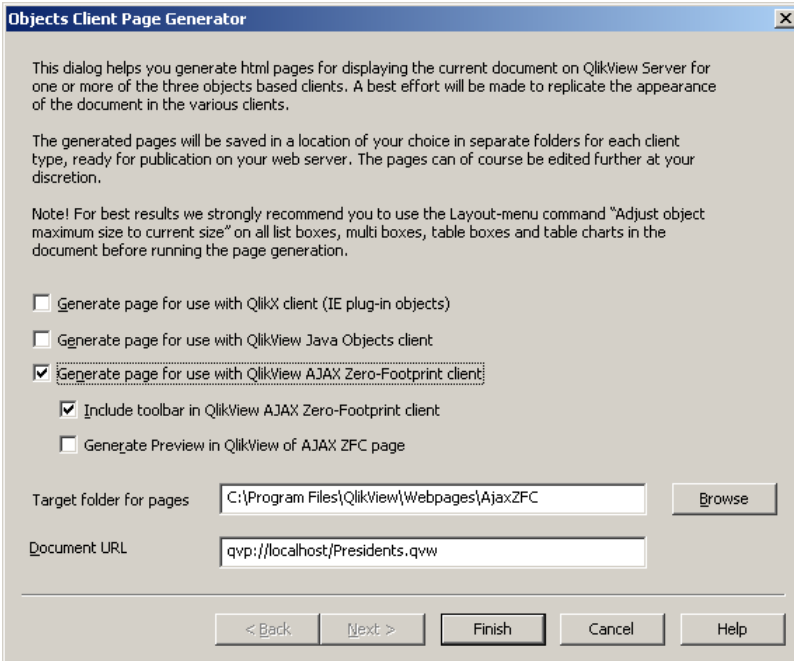 Objects Client Page Generator
This dialog helps you generate html pages for displaying the current document on QlikView Server for
one or more of the three objects based clients. A best effort will be made to replicate the appearance
of the document in the various clients.
The generated pages will be saved in a location of your choice in separate folders for each client
type, ready for publication on your web server. The pages can of course be edited further at your
discretion.
Note! For best results we strongly recommend you to use the Layout-menu command “Adjust object
maximum size to current size” on all list boxes, multi boxes, table boxes and table charts in the
document before running the page generation.
Generate page for use with QlikX client (IE plug-in objects)
Generate page for use with QlikView Java Objects client
Generate page for use with QlikView AJAX Zero-Footprint client
Include toolbar in QlikView AJAX Zero-Footprint client
Generate Preview in QlikView of AJAX ZFC page
Target folder for pages C:\Program Files\QlikView\Webpages\AjaxZFC Browse
Document URL qvp://localhost/Presidents.qvw
< Back Next > Finish Cancel Help